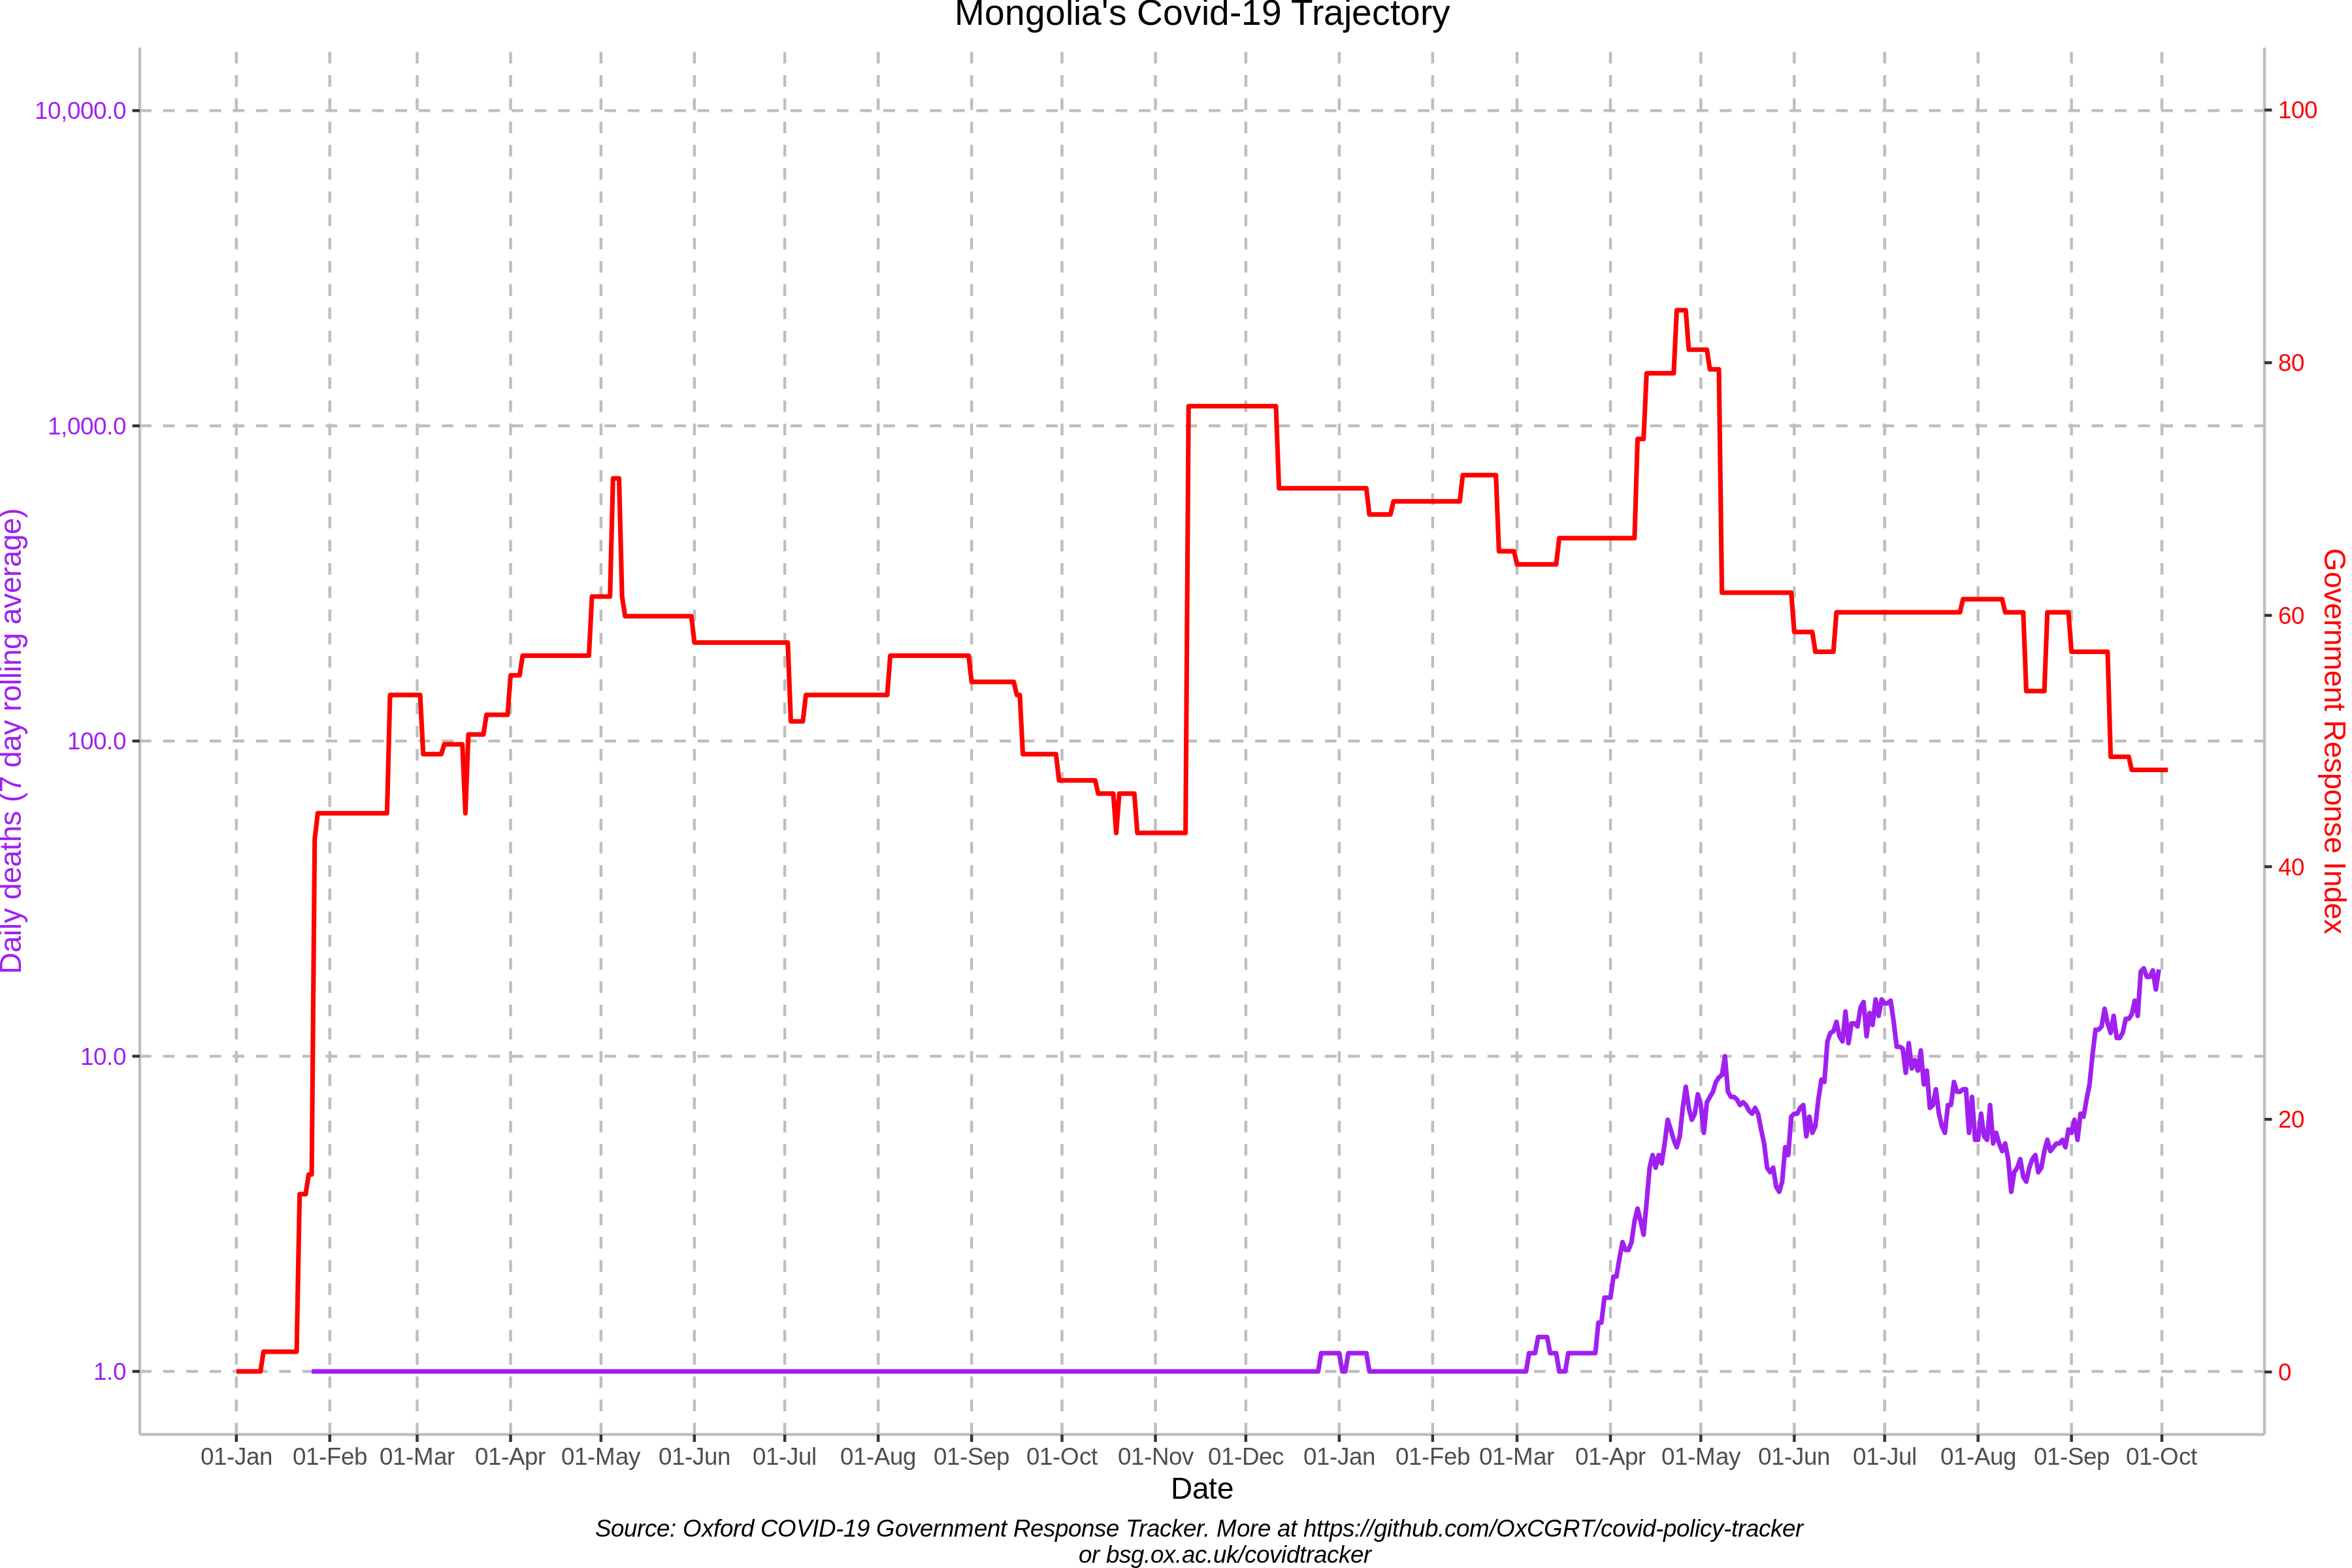 Mongolia's Covid-19 Trajectory
10,000.0
1,000.0
100.0
10.0
1.0
Daily deaths (7 day rolling average)
100
80
60
40
20
0
Government Response Index
01-Jan 01-Feb 01-Mar 01-Apr 01-May 01-Jun 01-Jul 01-Aug 01-Sep 01-Oct 01-Nov 01-Dec 01-Jan 01-Feb 01-Mar 01-Apr 01-May 01-Jun 01-Jul 01-Aug 01-Sep 01-Oct
Date
Source: Oxford COVID-19 Government Response Tracker. More at https://github.com/OxCGRT/covid-policy-tracker
or bsg.ox.ac.uk/covidtracker